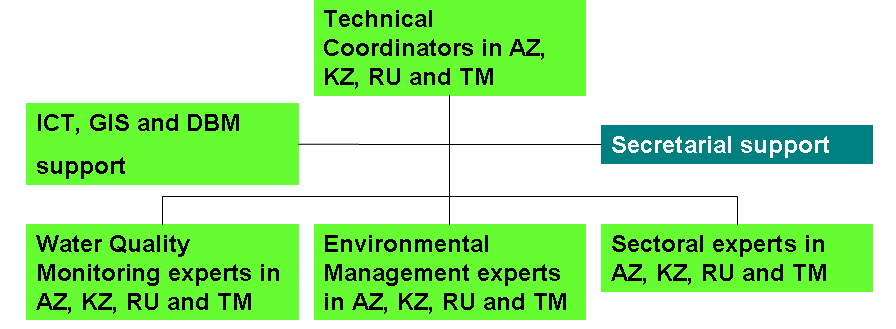 Technical
Coordinators in AZ,
KZ, RU and TM
ICT, GIS and DBM
support
Secretarial support
Water Quality
Monitoring experts in
AZ, KZ, RU and TM
Environmental
Management experts
in AZ, KZ, RU and TM
Sectoral experts in
AZ, KZ, RU and TM